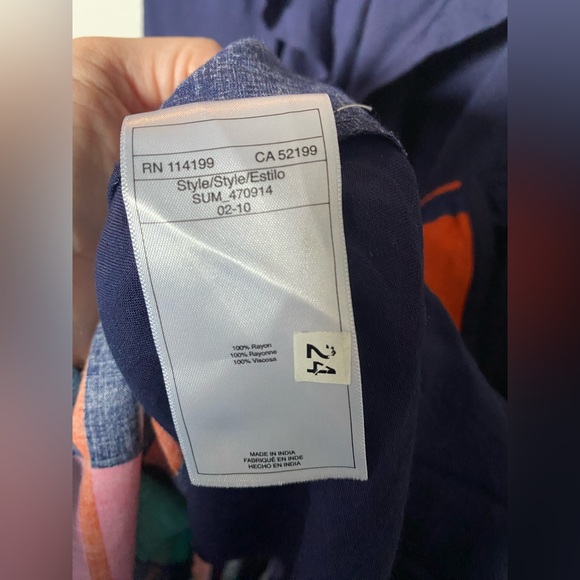 RN 114199 CA 52199
Style/Style/Estilo
SUM_470914
02-10
100% Rayon
100% Rayonne
100% Viscosa
24
MADE IN INDIA
FABRIQUÉ EN INDE
HECHO EN INDIA